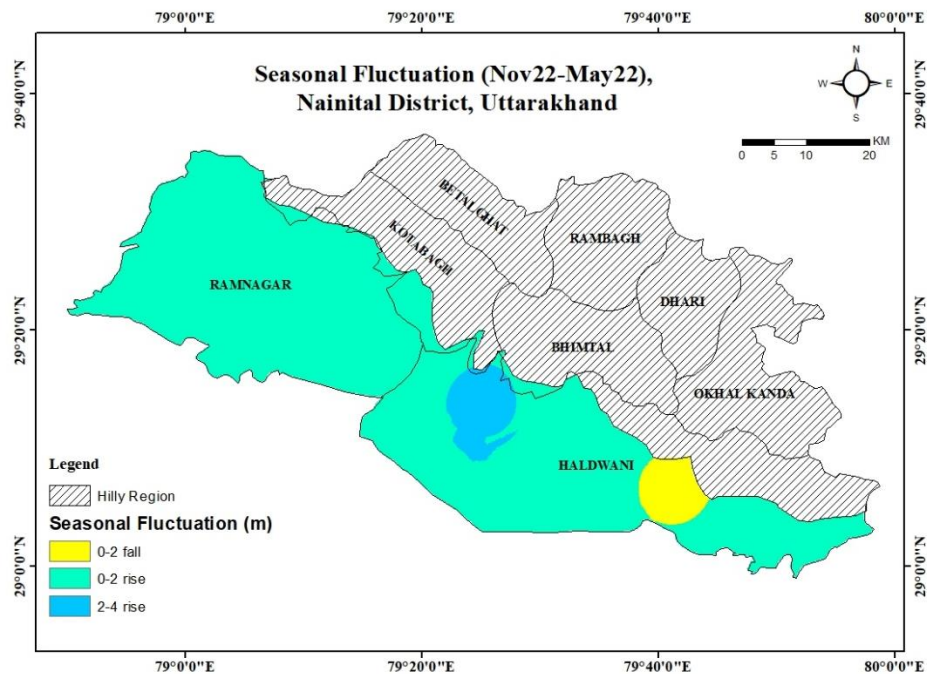 79°0'0"E 79°20'0"E 79°40'0"E 80°0'0"E
Seasonal Fluctuation (Nov22-May22),
Nainital District, Uttarakhand
N
W E
S
KM
0 5 10 20
29°40'0"N 29°40'0"N
BETALGHAT
KOTABAGH
RAMBAGH
RAMNAGAR
DHARI
29°20'0"N 29°20'0"N
BHIMTAL
OKHAL KANDA
HALDWANI
Legend
Hilly Region
Seasonal Fluctuation (m)
0-2 fall
0-2 rise
2-4 rise
29°0'0"N 29°0'0"N
79°0'0"E 79°20'0"E 79°40'0"E 80°0'0"E